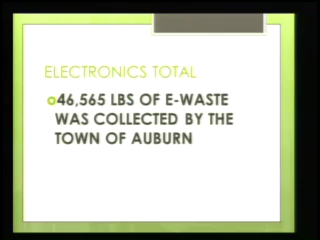 ELECTRONICS TOTAL
46,565 LBS OF E-WASTE
WAS COLLECTED BY THE
TOWN OF AUBURN